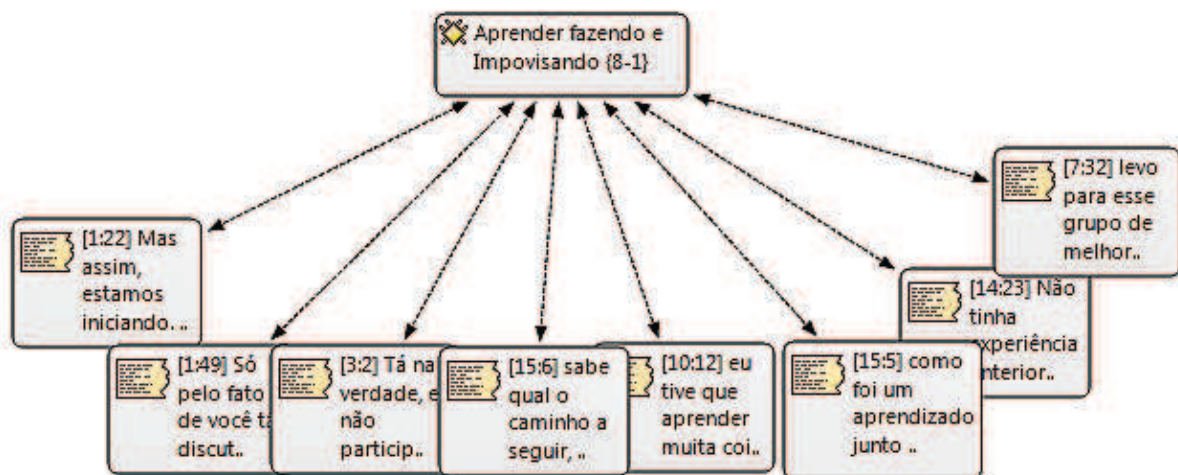 Aprender fazendo e
Impovisando {8-1}
[7:32] levo
para esse
grupo de
melhor..
[1:22] Mas
assim,
estamos
iniciando. ..
[14:23] Não
tinha
experiência
anterior..
[1:49] Só
pelo fato
de você tá
discut..
[3:2] Tá na
verdade, e
não
particip..
[15:6] sabe
qual o
caminho a
seguir, ..
[10:12] eu
tive que
aprender
muita coi..
[15:5] como
foi um
aprendizado
junto ..